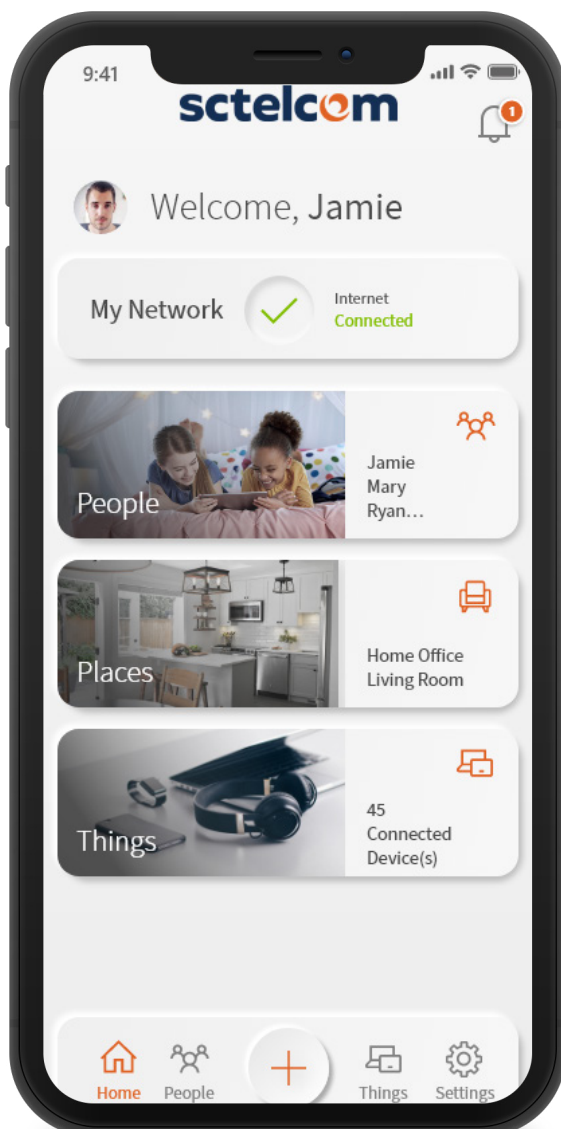 9:41
sctelcom
1
Welcome, Jamie
My Network
Internet
Connected
People
Jamie
Mary
Ryan...
Places
Home Office
Living Room
Things
45
Connected
Device(s)
Home
People
Things
Settings